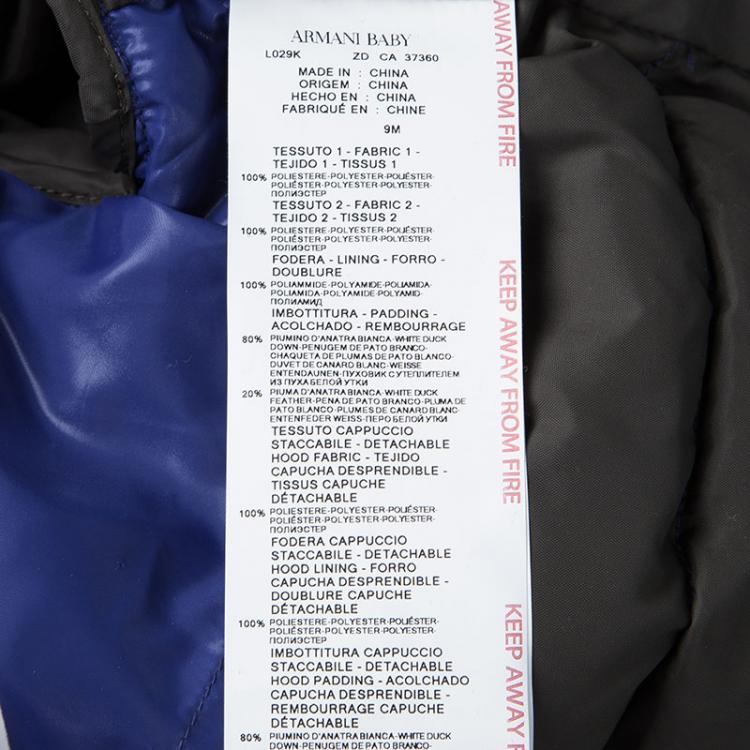 ARMANI BABY
L029K ZD CA 37360
MADE IN : CHINA
ORIGEM : CHINA
HECHO EN : CHINA
FABRIQUÉ EN : CHINE
9M
TESSUTO 1 - FABRIC 1 -
TEJIDO 1 - TISSUS 1
100% POLIESTERE-POLYESTER-POLIÉSTER-
POLIÉSTER-POLYESTER-POLYESTER-
ПОЛИЭСТЕР
TESSUTO 2 - FABRIC 2 -
TEJIDO 2 - TISSUS 2
100% POLIESTERE-POLYESTER-POLIÉSTER-
POLIÉSTER-POLYESTER-POLYESTER-
ПОЛИЭСТЕР
FODERA - LINING - FORRO -
DOUBLURE
100% POLIAMMIDE-POLYAMIDE-POLIAMIDA-
POLIAMIDA-POLYAMIDE-POLYAMID-
ПОЛИАМИД
IMBOTTITURA - PADDING -
ACOLCHADO - REMBOURRAGE
80% PIUMINO D'ANATRA BIANCA-WHITE DUCK
DOWN-PENUGEM DE PATO BRANCO-
CHAQUETA DE PLUMAS DE PATO BLANCO-
DUVET DE CANARD BLANC-WEISSE
ENTENDAUNEN-ПУХОВИК С УТЕПЛИТЕЛЕМ
ИЗ ПУХА БЕЛОЙ УТКИ
20% PIUMA D'ANATRA BIANCA-WHITE DUCK
FEATHER-PENA DE PATO BRANCO-PLUMA DE
PATO BLANCO-PLUMES DE CANARD BLANC-
ENTENFEDER WEISS-ПЕРО БЕЛОЙ УТКИ
TESSUTO CAPPUCCIO
STACCABILE - DETACHABLE
HOOD FABRIC - TEJIDO
CAPUCHA DESPRENDIBLE -
TISSUS CAPUCHE
DÉTACHABLE
100% POLIESTERE-POLYESTER-POLIÉSTER-
POLIÉSTER-POLYESTER-POLYESTER-
ПОЛИЭСТЕР
FODERA CAPPUCCIO
STACCABILE - DETACHABLE
HOOD LINING - FORRO
CAPUCHA DESPRENDIBLE -
DOUBLURE CAPUCHE
DÉTACHABLE
100% POLIESTERE-POLYESTER-POLIÉSTER-
POLIÉSTER-POLYESTER-POLYESTER-
ПОЛИЭСТЕР
IMBOTTITURA CAPPUCCIO
STACCABILE - DETACHABLE
HOOD PADDING - ACOLCHADO
CAPUCHA DESPRENDIBLE -
REMBOURRAGE CAPUCHE
DÉTACHABLE
80% PIUMINO D'ANATRA BIANCA-WHITE DUCK
DOWN-PENUGEM DE PATO BRANCO-
AWAY FROM FIRE
KEEP AWAY FROM FIRE
KEEP AWAY F